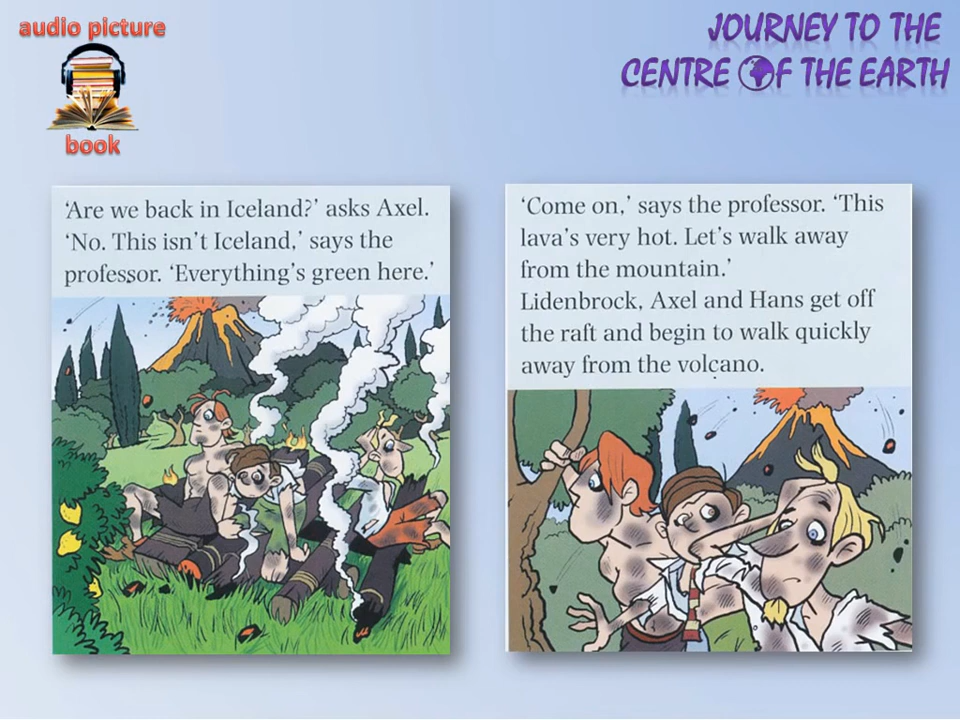 audio picture
book
JOURNEY TO THE
CENTRE OF THE EARTH
‘Are we back in Iceland?’ asks Axel.
‘No. This isn’t Iceland,’ says the
professor. ‘Everything’s green here.’
‘Come on,’ says the professor. ‘This
lava’s very hot. Let’s walk away
from the mountain.’
Lidenbrock, Axel and Hans get off
the raft and begin to walk quickly
away from the volcano.